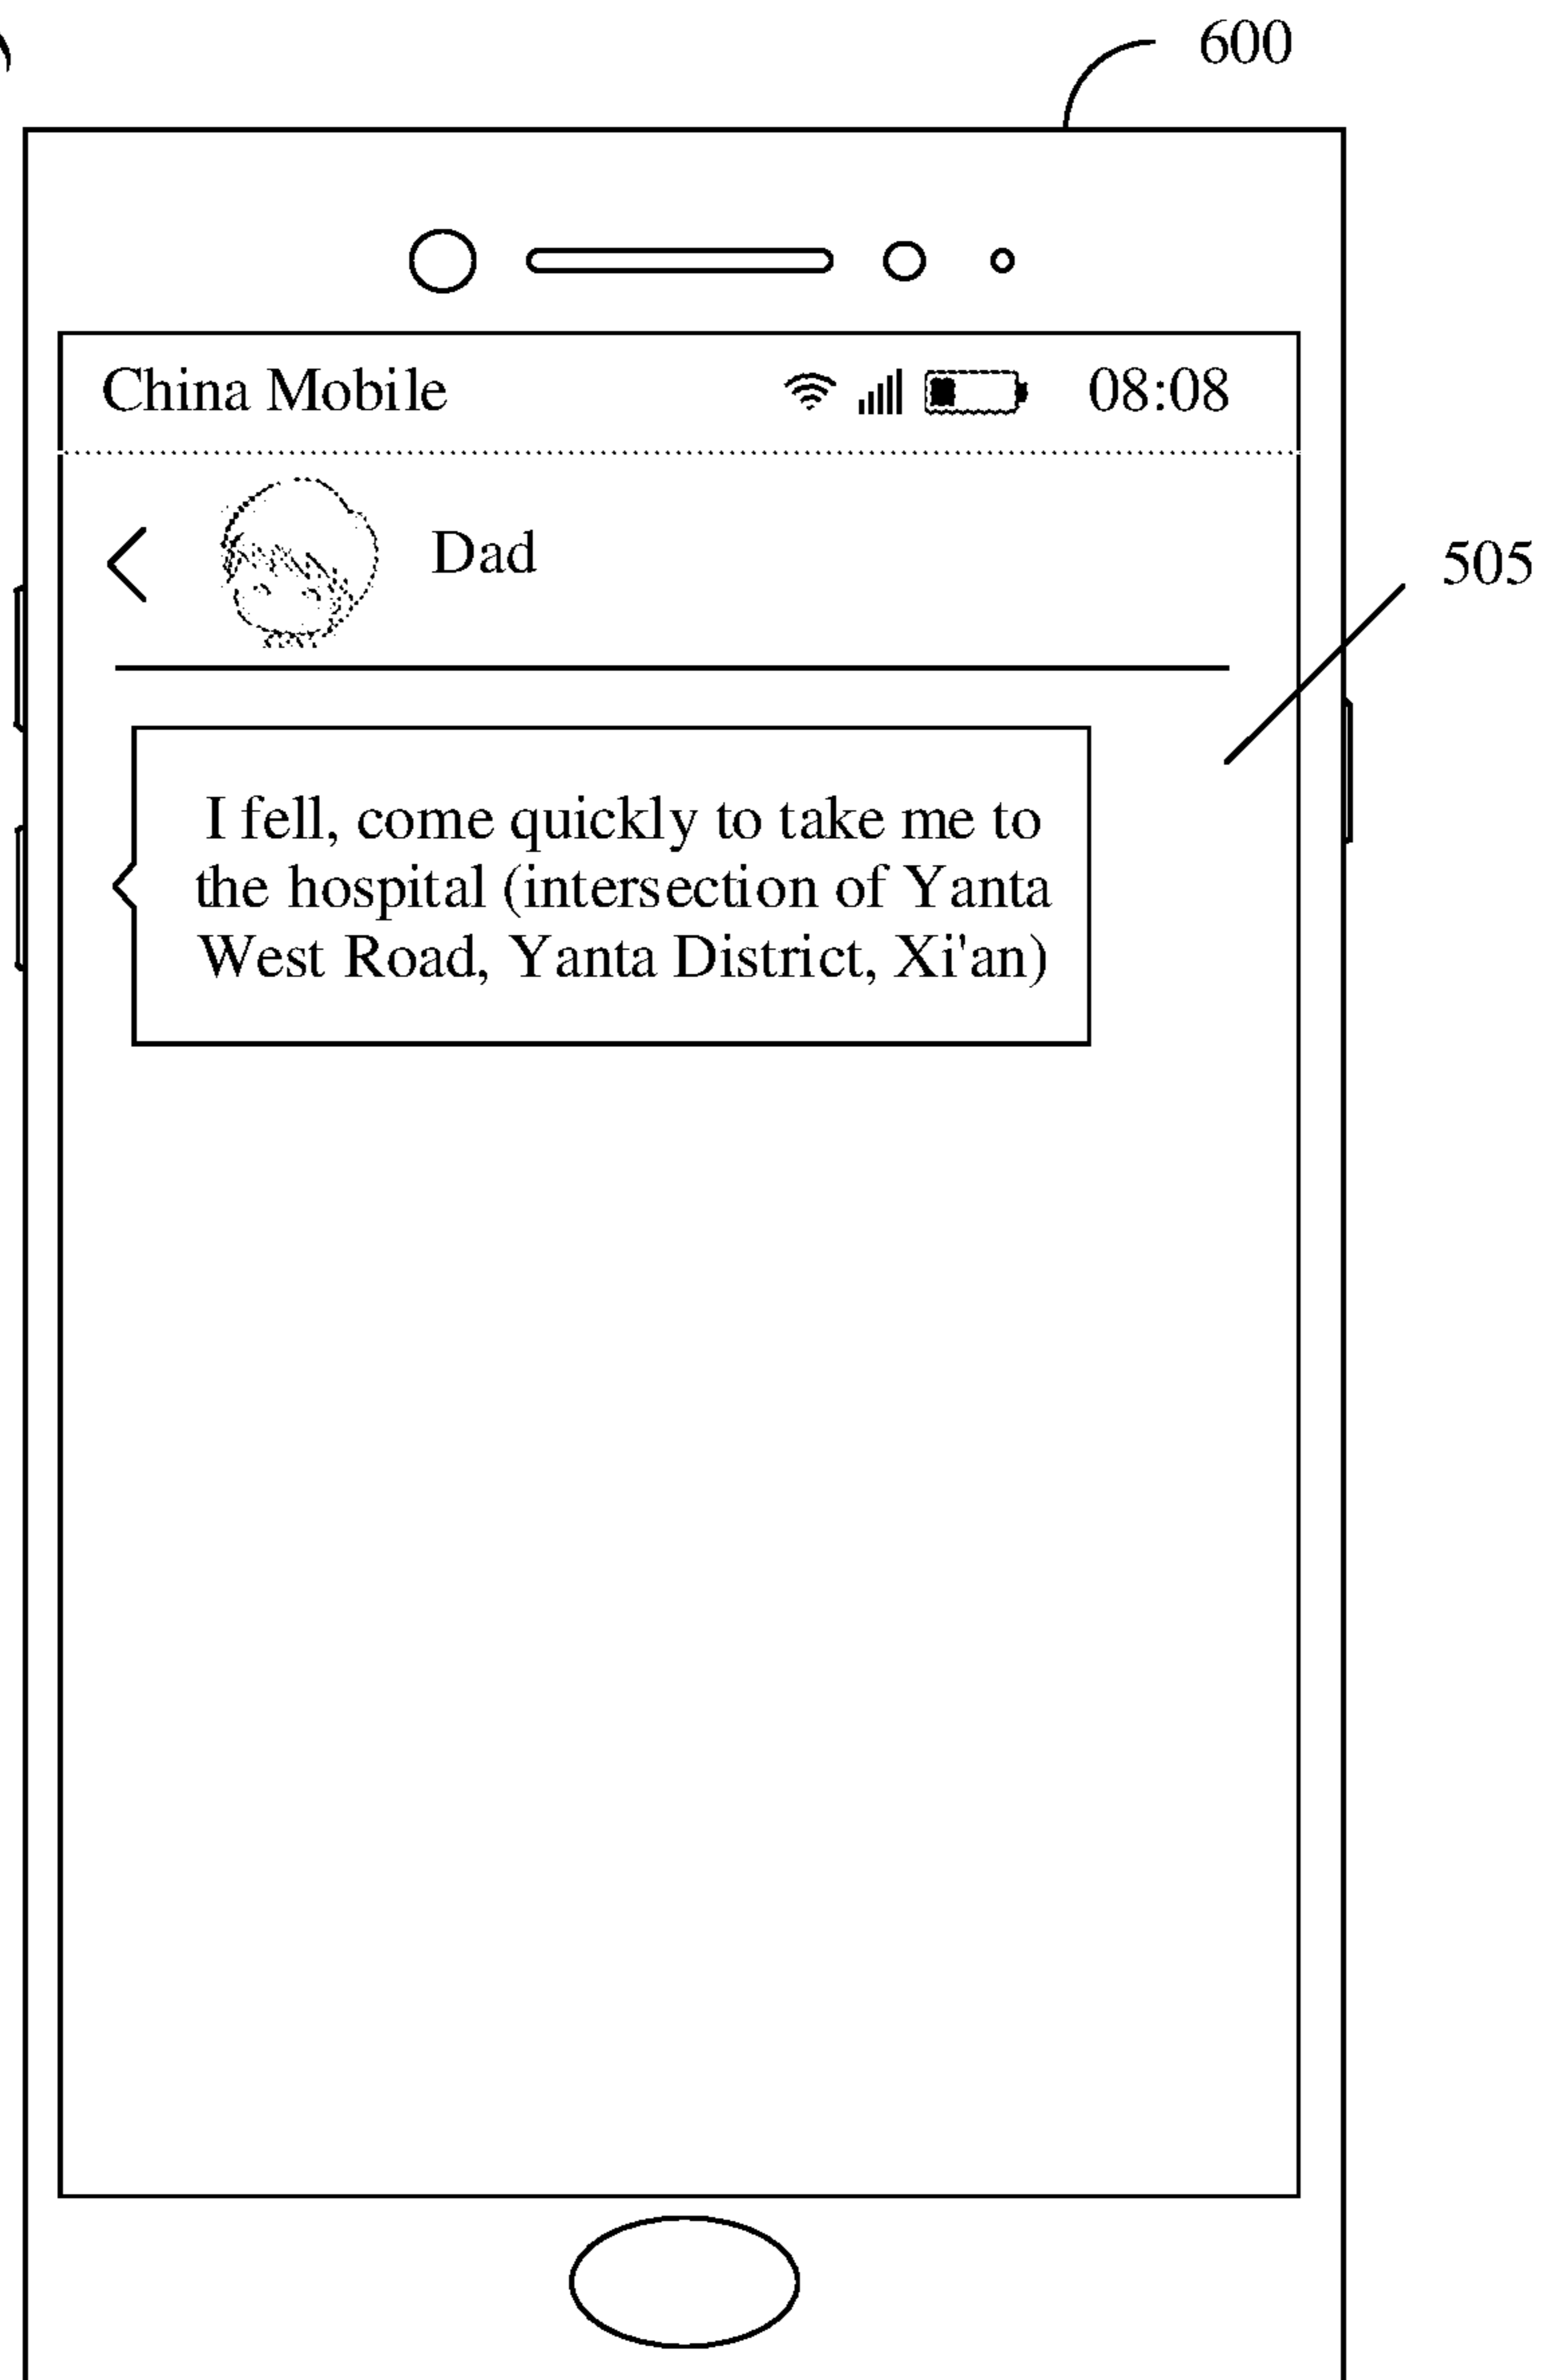 600
China Mobile 08:08
Dad
505
I fell, come quickly to take me to
the hospital (intersection of Yanta
West Road, Yanta District, Xi'an)